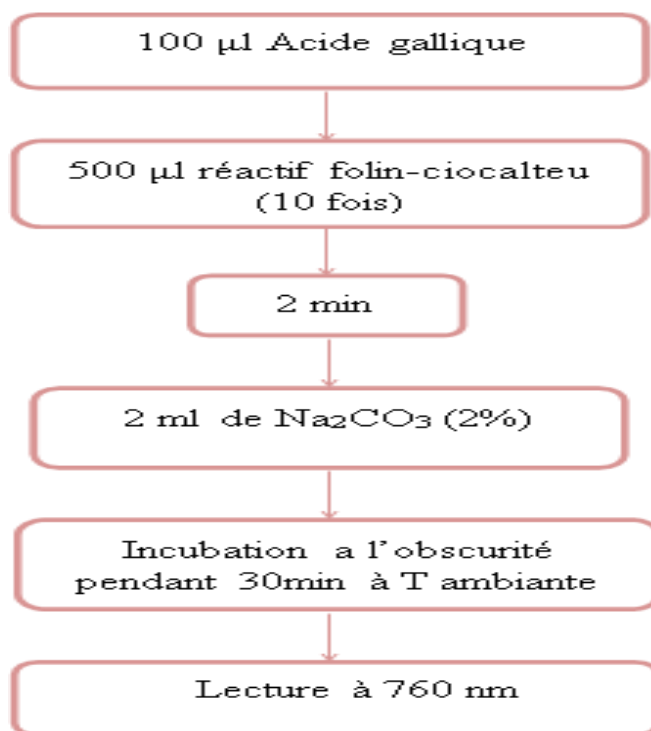 100 µl Acide gallique
500 µl réactif folin-ciocalteu
(10 fois)
2 min
2 ml de Na₂CO₃ (2%)
Incubation a l’obscurité
pendant 30min à T ambiante
Lecture à 760 nm